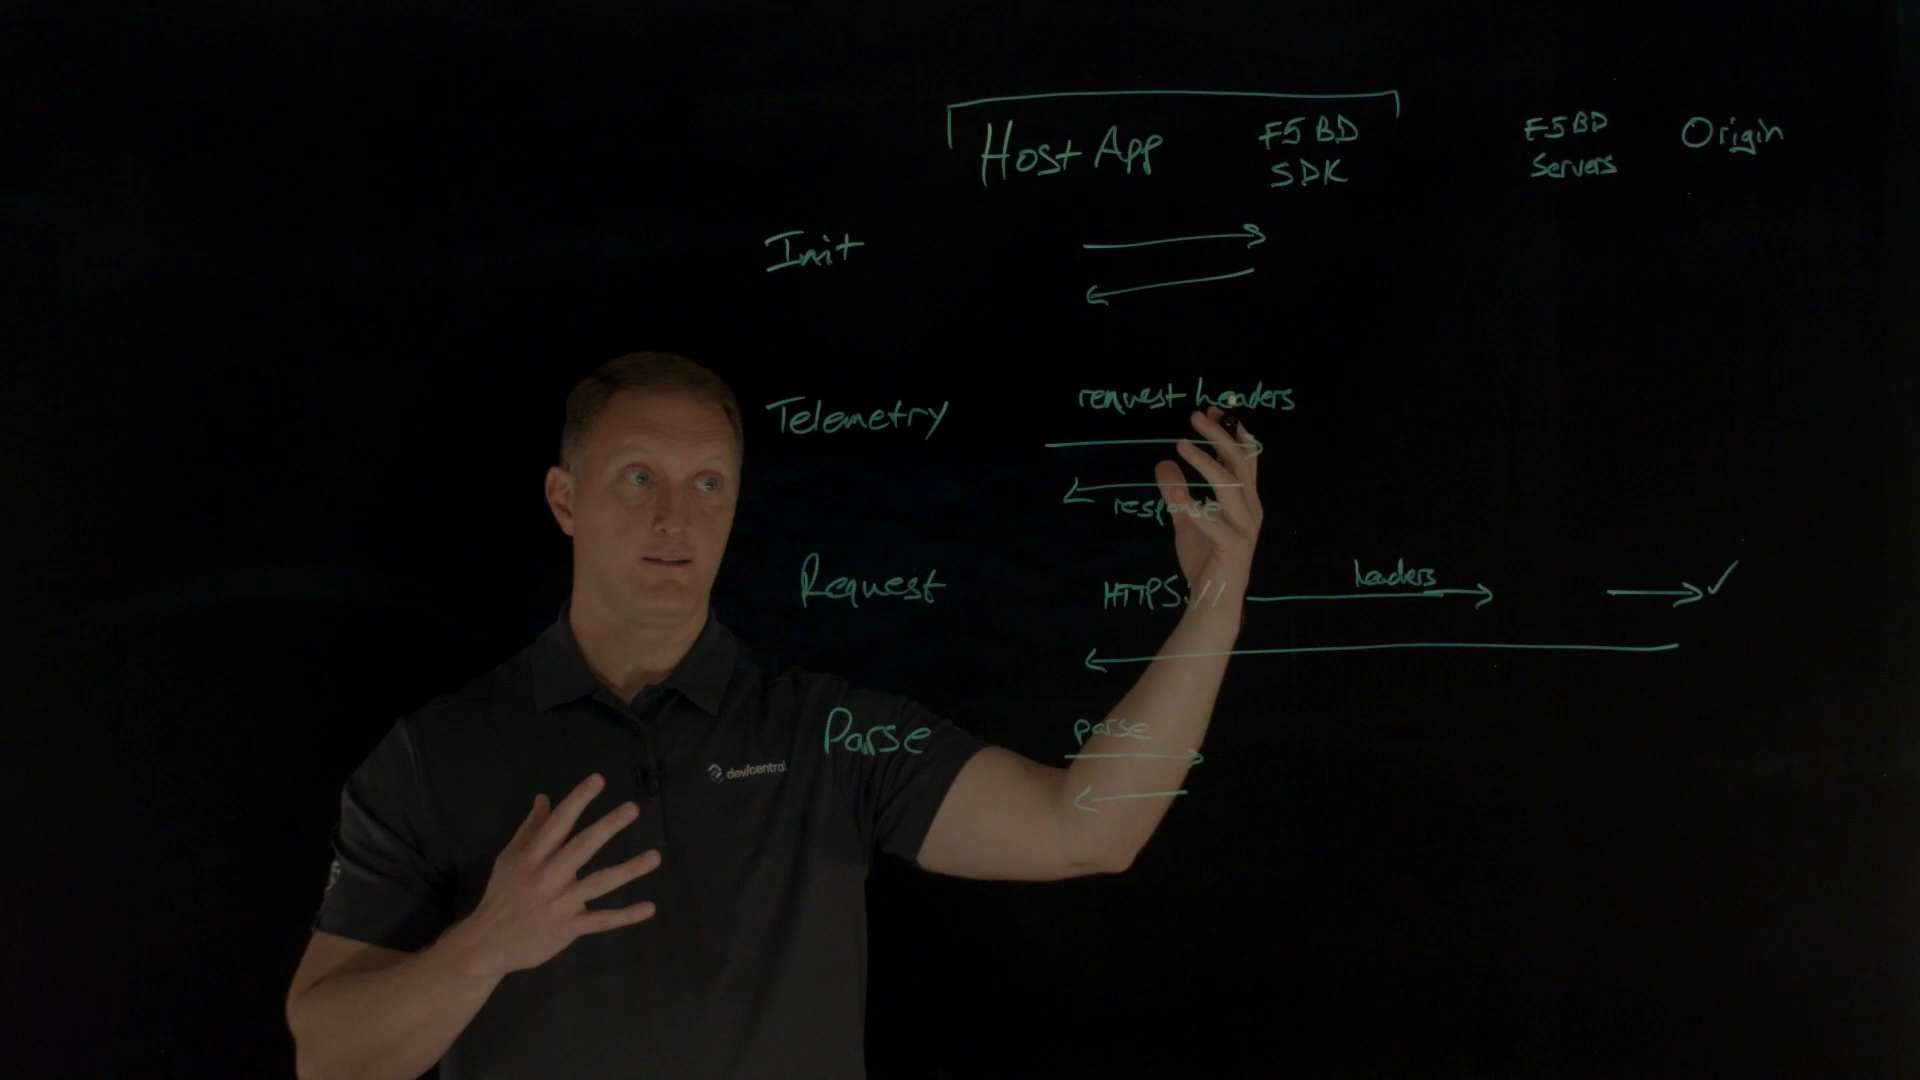 Host App
F5 BD
SDK
F5 BD
Servers
Origin
Init
Telemetry
request headers
response
Request
HTTPS://
headers
Parse
parse
dev/central